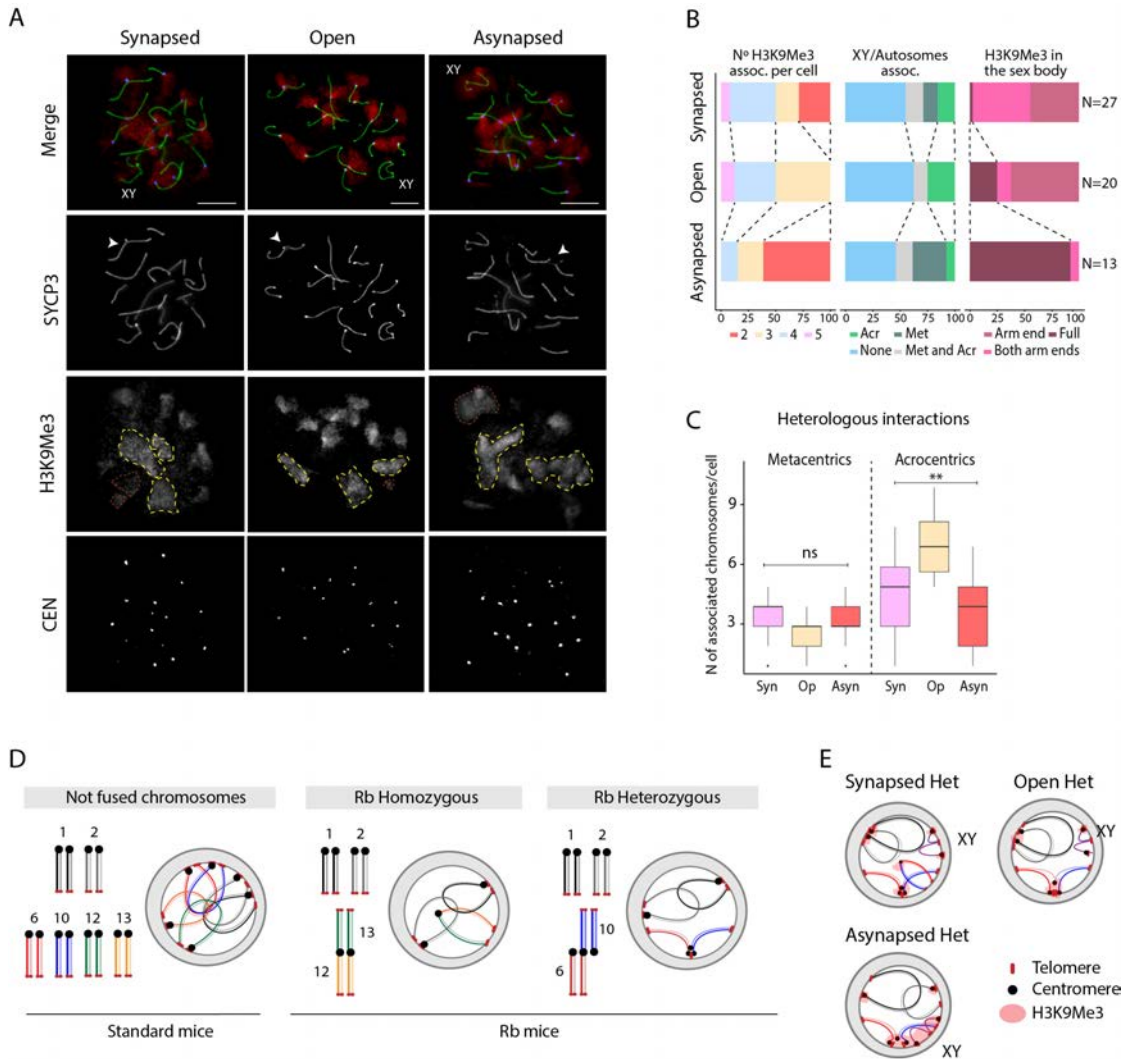 A
Synapsed
Open
Asynapsed
Merge
XY
XY
XY
SYCP3
H3K9Me3
CEN
B
Nº H3K9Me3
assoc. per cell
XY/Autosomes
assoc.
H3K9Me3 in
the sex body
Synapsed
N=27
Open
N=20
Asynapsed
N=13
0 25 50 75 100
0 25 50 75 100
0 25 50 75 100
2 3 4 5
Acr Met
None Met and Acr
Arm end Full
Both arm ends
C
Heterologous interactions
Metacentrics
Acrocentrics
N of associated chromosomes/cell
9
6
3
ns
**
Syn Op Asyn Syn Op Asyn
D
Not fused chromosomes
Rb Homozygous
Rb Heterozygous
1 2
6 10 12 13
1 2
13
12
1 2
10
6
Standard mice
Rb mice
E
Synapsed Het
Open Het
XY
XY
Asynapsed Het
XY
Telomere
Centromere
H3K9Me3